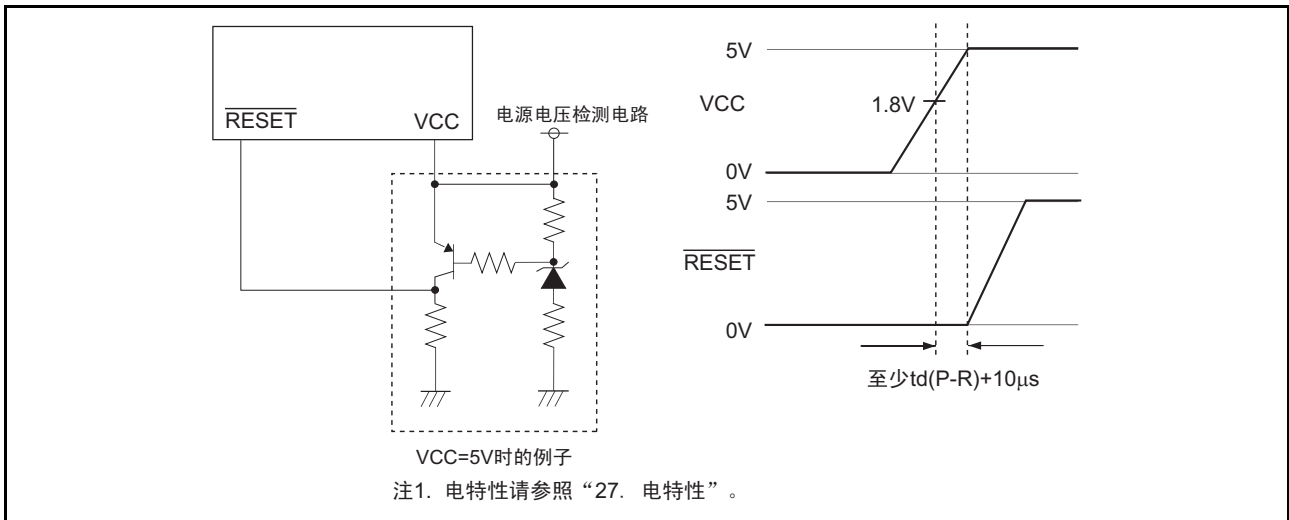 RESET VCC
电源电压检测电路
VCC=5V时的例子
注1. 电特性请参照“27. 电特性”。
5V
VCC
1.8V
0V
5V
RESET
0V
至少td(P-R)+10μs